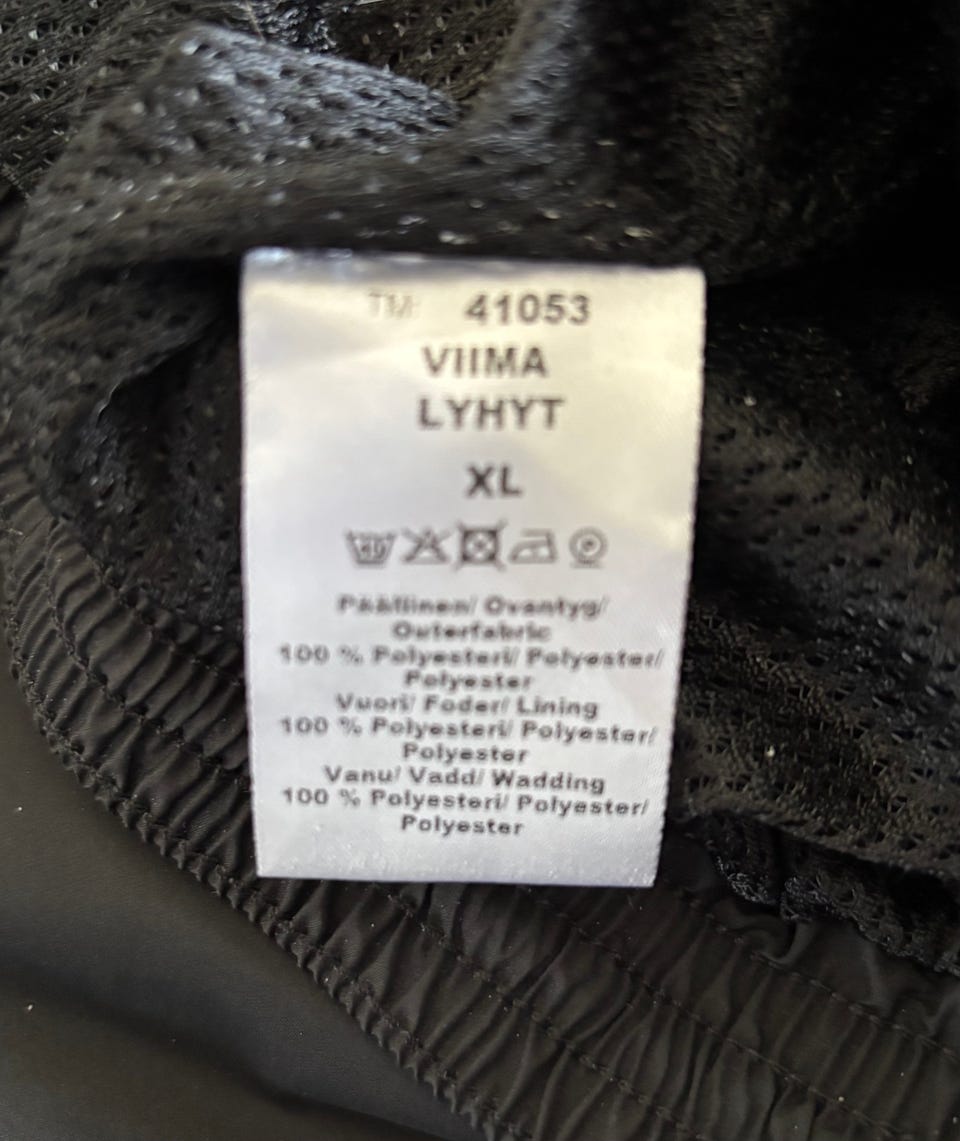 TM 41053
VIIMA
LYHYT
XL
40 P
Päällinen/ Ovantyg/
Outerfabric
100 % Polyesteri/ Polyester/
Polyester
Vuori/ Foder/ Lining
100 % Polyesteri/ Polyester/
Polyester
Vanu/ Vadd/ Wadding
100 % Polyesteri/ Polyester/
Polyester